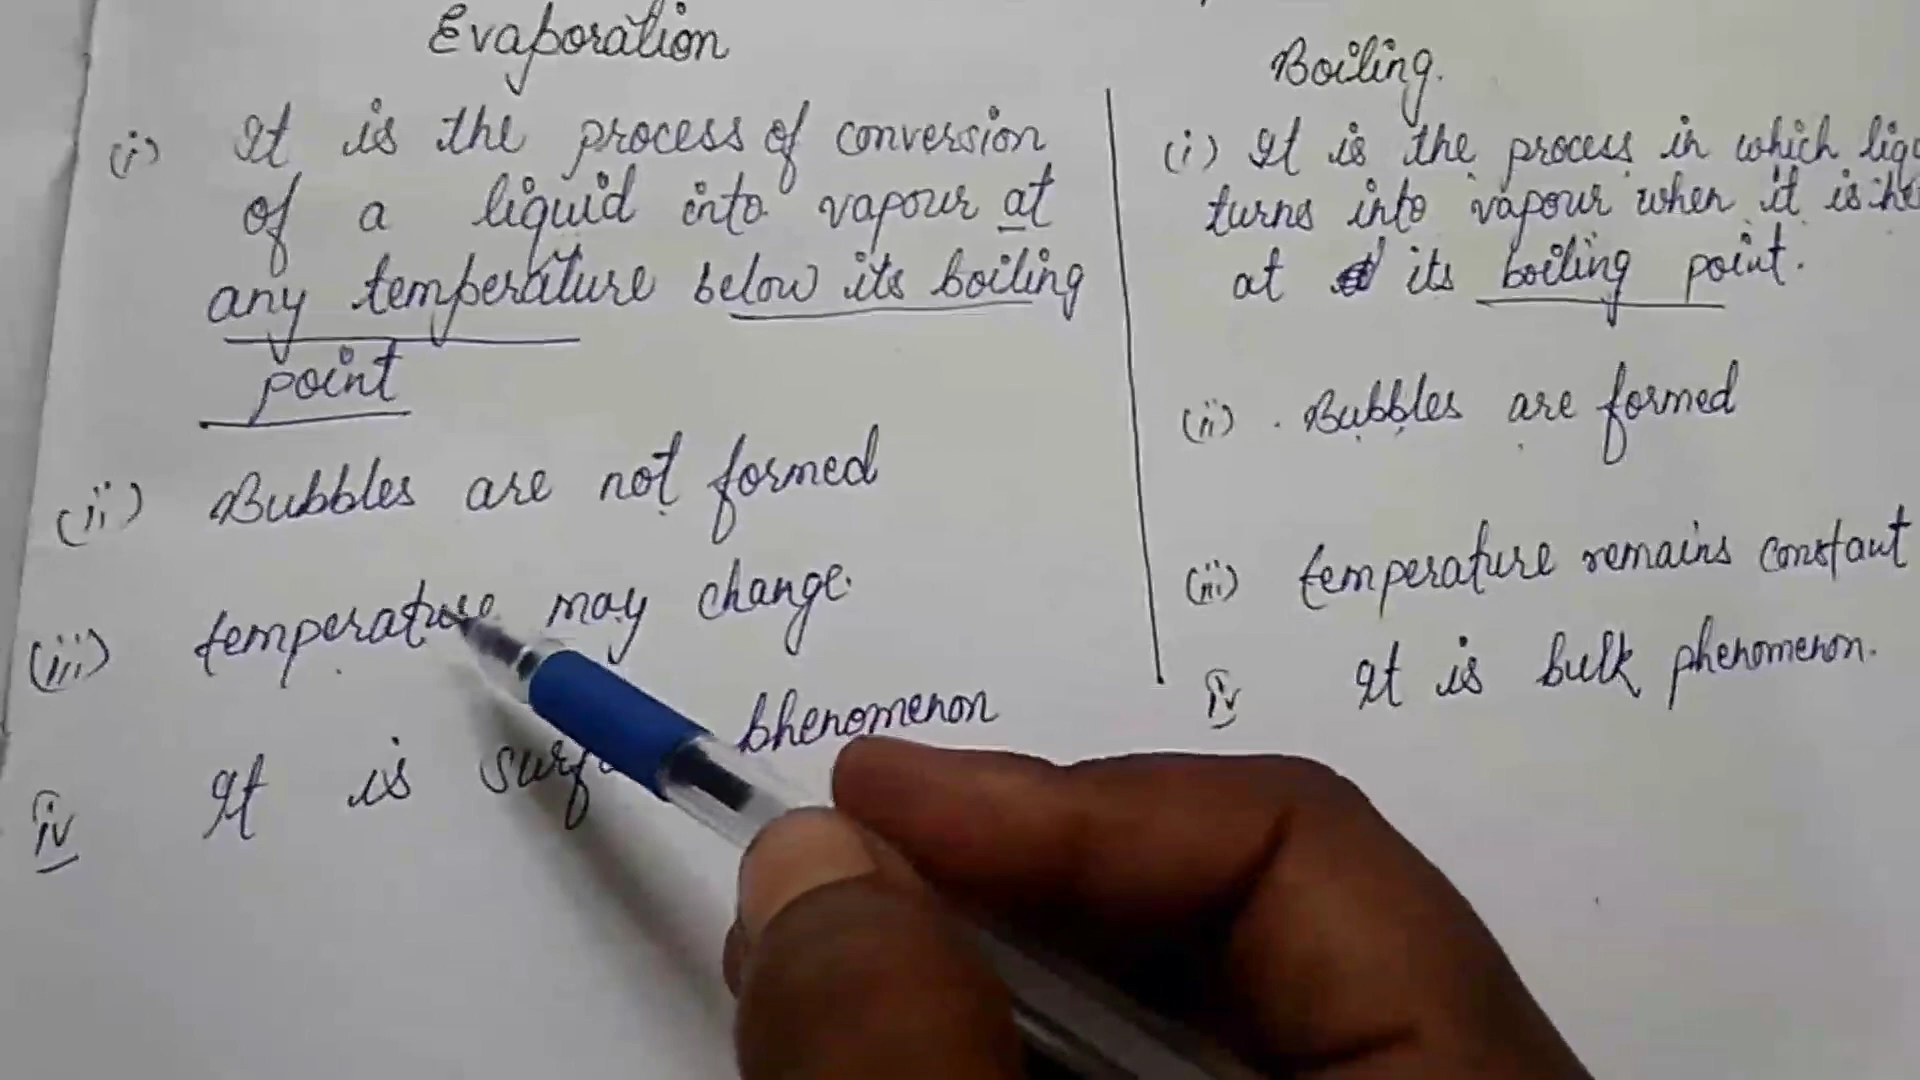 Evaporation
(i) It is the process of conversion
of a liquid into vapour at
any temperature below its boiling
point
(ii) Bubbles are not formed
(iii) temperature may change.
iv It is phenomenon
Boiling.
(i) It is the process in which
turns into vapour when it is
at its boiling point.
(ii) . Bubbles are formed
(iii) temperature remains constant
iv It is bulk phenomenon.